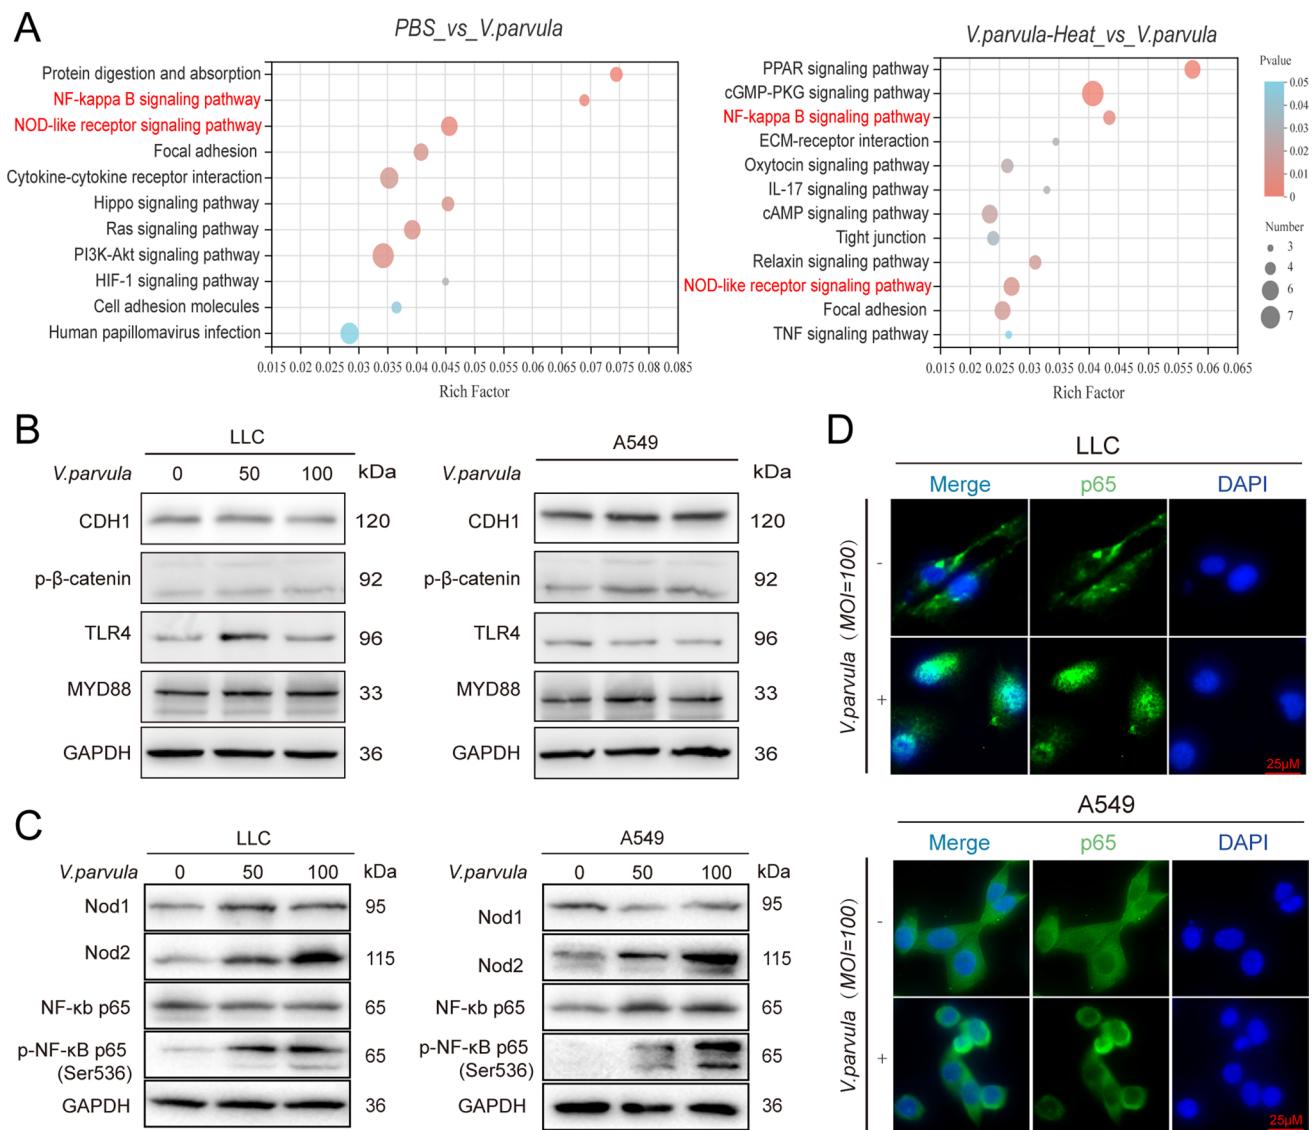 A
PBS_vs_V.parvula
Protein digestion and absorption
NF-kappa B signaling pathway
NOD-like receptor signaling pathway
Focal adhesion
Cytokine-cytokine receptor interaction
Hippo signaling pathway
Ras signaling pathway
PI3K-Akt signaling pathway
HIF-1 signaling pathway
Cell adhesion molecules
Human papillomavirus infection
0.015 0.02 0.025 0.03 0.035 0.04 0.045 0.05 0.055 0.06 0.065 0.07 0.075 0.08 0.085
Rich Factor
V.parvula-Heat_vs_V.parvula
PPAR signaling pathway
cGMP-PKG signaling pathway
NF-kappa B signaling pathway
ECM-receptor interaction
Oxytocin signaling pathway
IL-17 signaling pathway
cAMP signaling pathway
Tight junction
Relaxin signaling pathway
NOD-like receptor signaling pathway
Focal adhesion
TNF signaling pathway
0.015 0.02 0.025 0.03 0.035 0.04 0.045 0.05 0.055 0.06 0.065
Rich Factor
Pvalue
0.05
0.04
0.03
0.02
0.01
0
Number
3
4
6
7
B
LLC
V.parvula 0 50 100 kDa
CDH1 120
p-β-catenin 92
TLR4 96
MYD88 33
GAPDH 36
A549
V.parvula kDa
CDH1 120
p-β-catenin 92
TLR4 96
MYD88 33
GAPDH 36
C
LLC
V.parvula 0 50 100 kDa
Nod1 95
Nod2 115
NF-κb p65 65
p-NF-κB p65 65
(Ser536)
GAPDH 36
A549
V.parvula 0 50 100 kDa
Nod1 95
Nod2 115
NF-κb p65 65
p-NF-κB p65 65
(Ser536)
GAPDH 36
D
LLC
Merge p65 DAPI
V.parvula (MOI=100)
-
+
25μM
A549
Merge p65 DAPI
V.parvula (MOI=100)
-
+
25μM